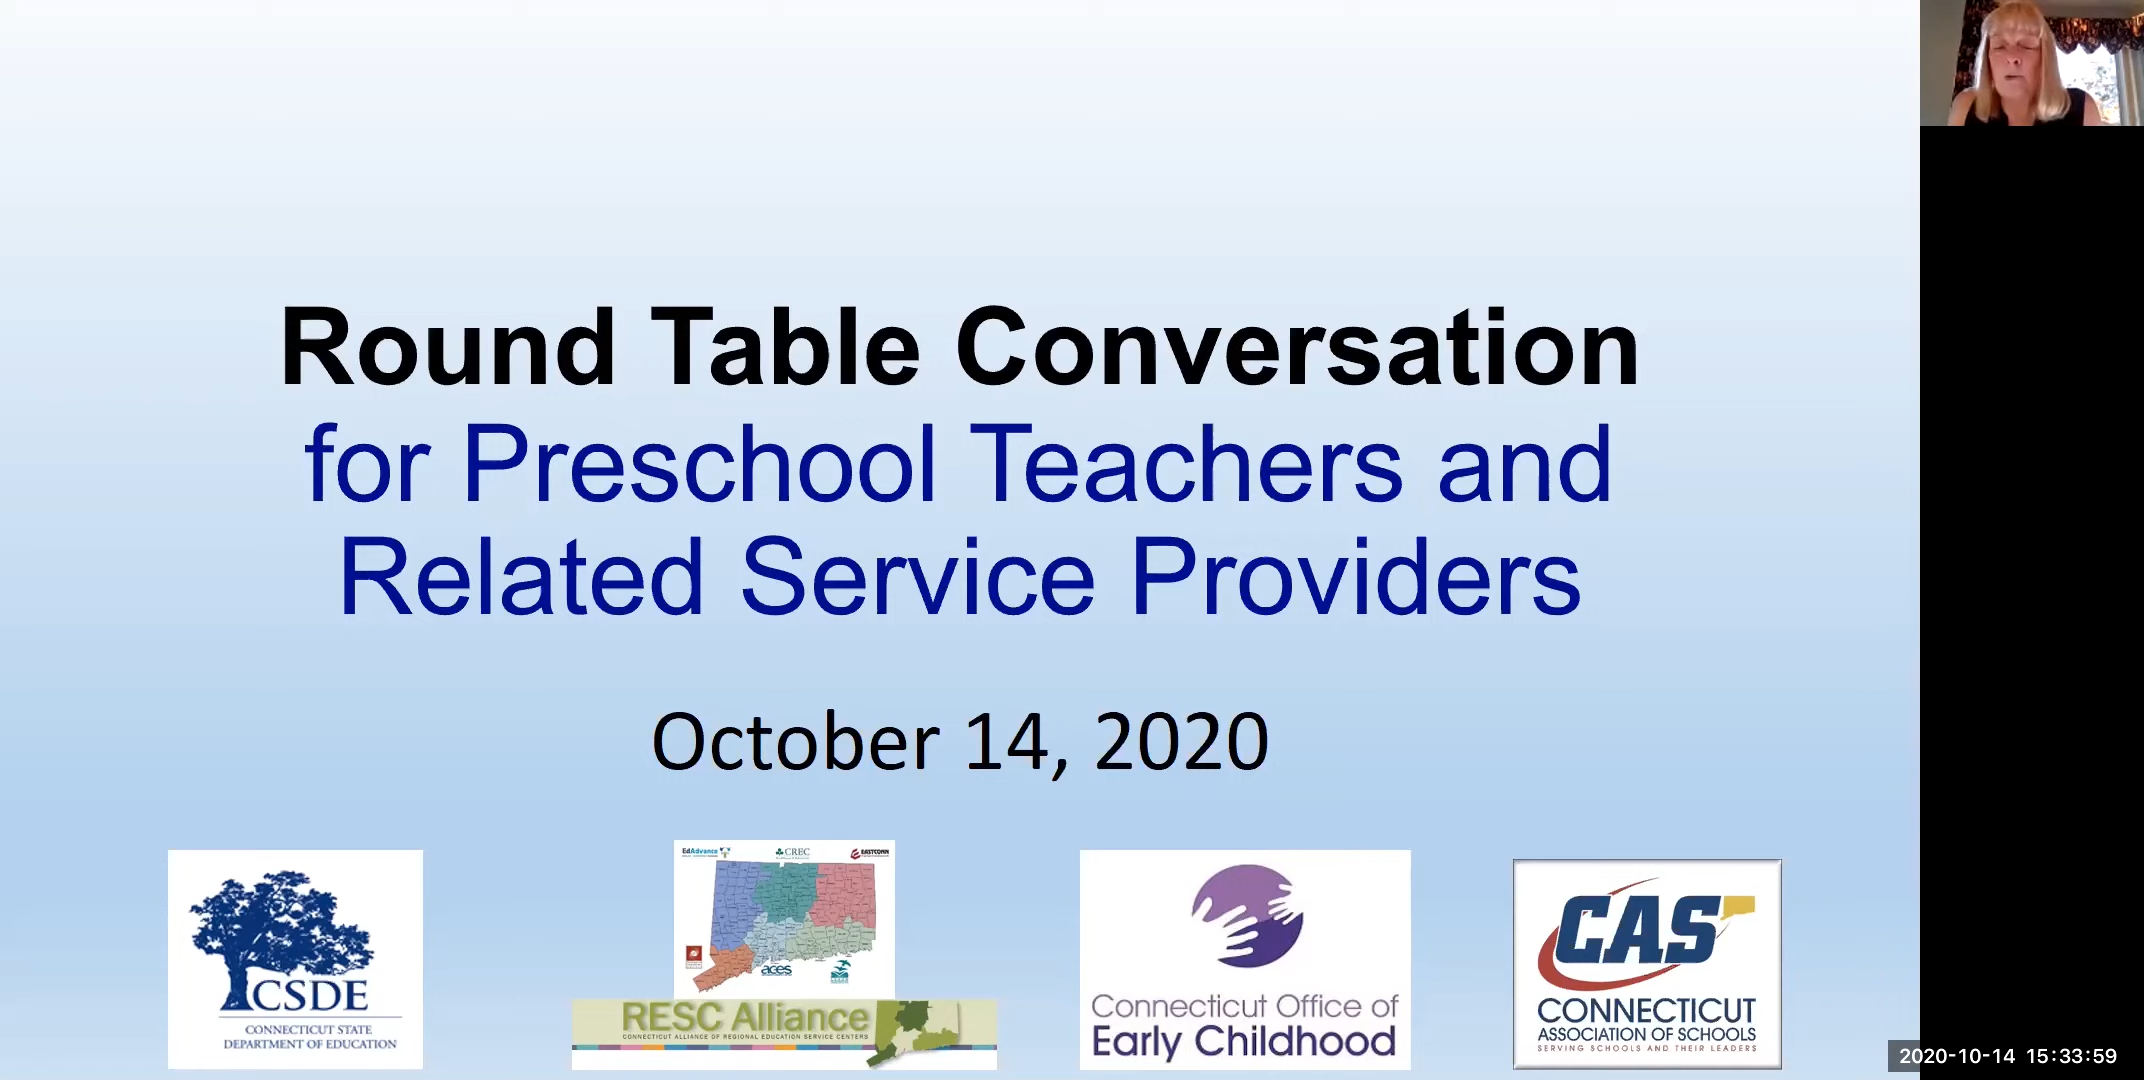 Round Table Conversation
for Preschool Teachers and
Related Service Providers
October 14, 2020
CSDE
CONNECTICUT STATE
DEPARTMENT OF EDUCATION
EdAdvance
CREC
EASTCONN
aces
RESC Alliance
CONNECTICUT ALLIANCE OF REGIONAL EDUCATION SERVICE CENTERS
Connecticut Office of
Early Childhood
CAS
CONNECTICUT
ASSOCIATION OF SCHOOLS
SERVING SCHOOLS AND THEIR LEADERS
2020-10-14 15:33:59